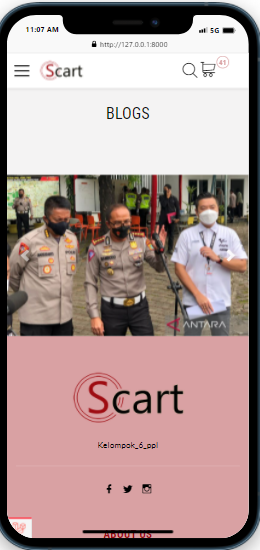 11:07 AM 5G
http://127.0.0.1:8000
Scart 41
BLOGS
ANTARA
Scart
Kelompok_6_ppl
ABOUT US